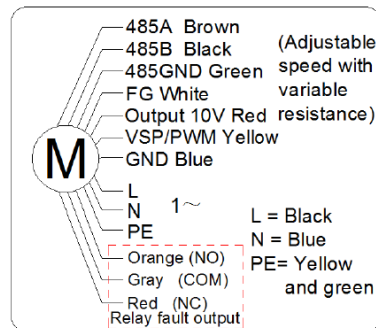 485A Brown
485B Black
485GND Green
FG White
Output 10V Red
VSP/PWM Yellow
GND Blue
(Adjustable
speed with
variable
resistance)
M
L
N
PE
1~
L = Black
N = Blue
PE= Yellow
and green
Orange (NO)
Gray (COM)
Red (NC)
Relay fault output